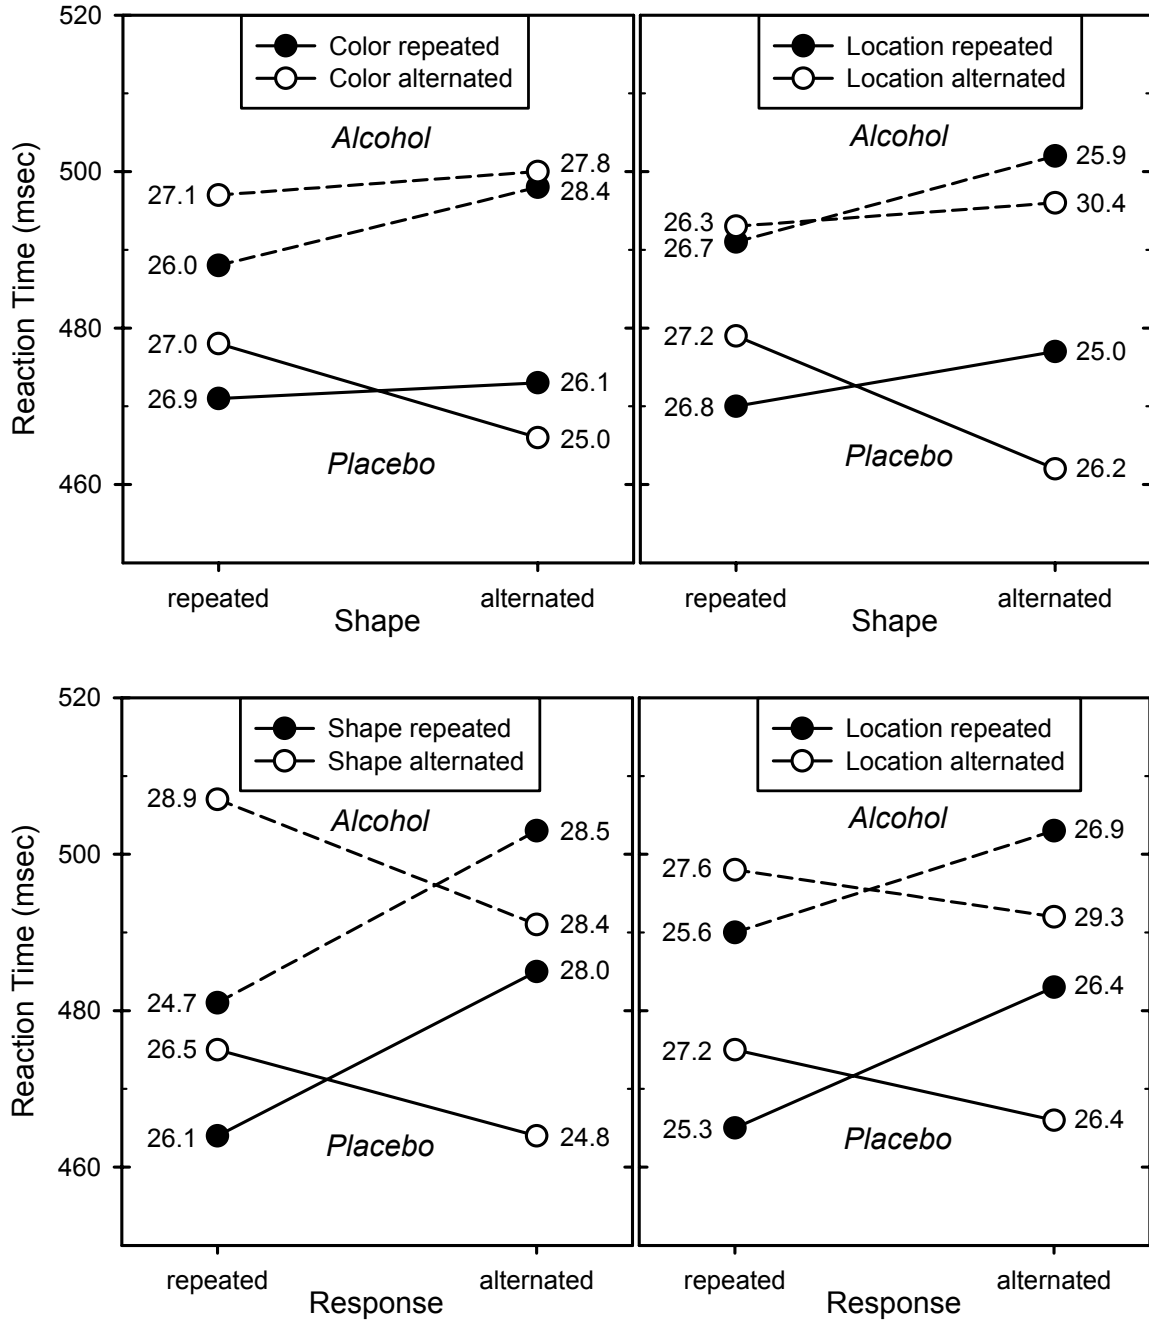 520
Color repeated
Color alternated
Location repeated
Location alternated
Alcohol
Alcohol
500
27.1
27.8
28.4
26.0
26.3
26.7
25.9
30.4
Reaction Time (msec)
480
27.0
26.9
26.1
25.0
27.2
26.8
25.0
26.2
Placebo
Placebo
460
repeated
alternated
repeated
alternated
Shape
Shape
520
Shape repeated
Shape alternated
Location repeated
Location alternated
28.9
Alcohol
28.5
Alcohol
26.9
500
27.6
28.4
25.6
29.3
Reaction Time (msec)
24.7
28.0
26.4
480
26.5
27.2
26.1
24.8
25.3
26.4
Placebo
Placebo
460
repeated
alternated
repeated
alternated
Response
Response